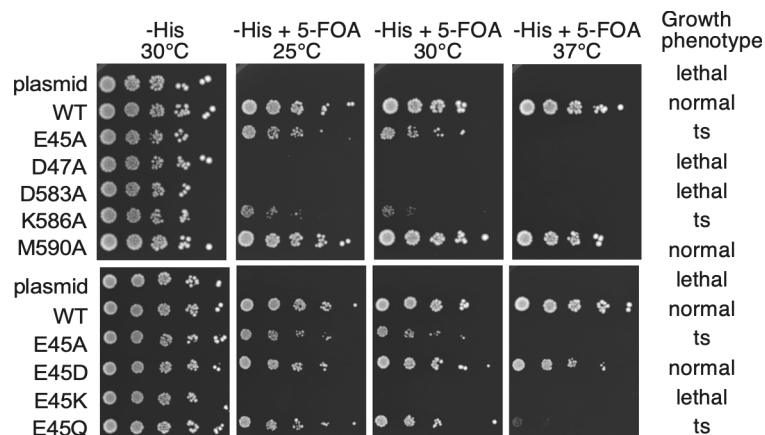 -His
30°C
-His + 5-FOA
25°C
-His + 5-FOA
30°C
-His + 5-FOA
37°C
Growth
phenotype
plasmid
lethal
WT
normal
E45A
ts
D47A
lethal
D583A
lethal
K586A
ts
M590A
normal
plasmid
lethal
WT
normal
E45A
ts
E45D
normal
E45K
lethal
E45Q
ts